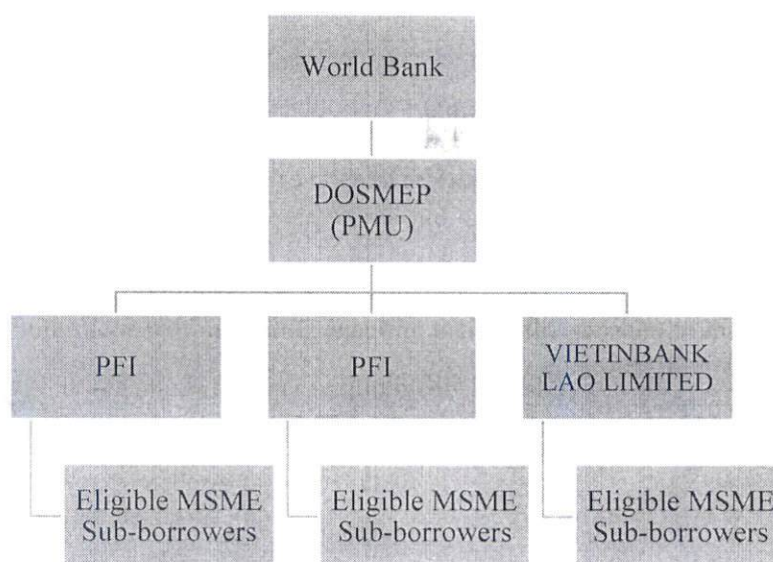 World Bank
DOSMEP
(PMU)
PFI
PFI
VIETINBANK
LAO LIMITED
Eligible MSME
Sub-borrowers
Eligible MSME
Sub-borrowers
Eligible MSME
Sub-borrowers